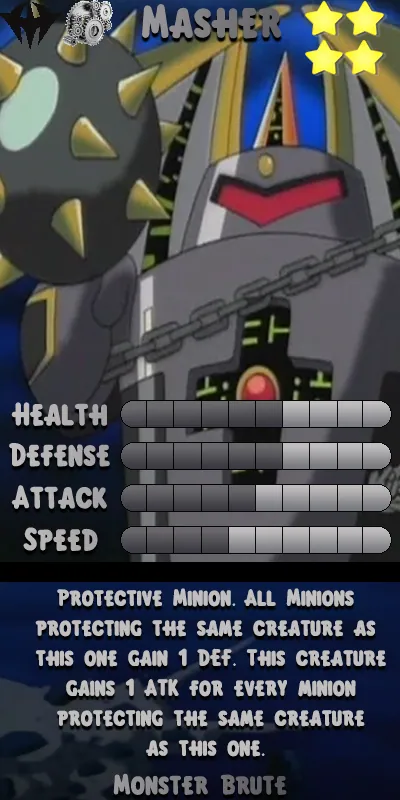 Masher
Health
Defense
Attack
Speed
Protective Minion. All Minions
protecting the same creature as
this one gain 1 Def. This creature
gains 1 Atk for every minion
protecting the same creature
as this one.
Monster Brute